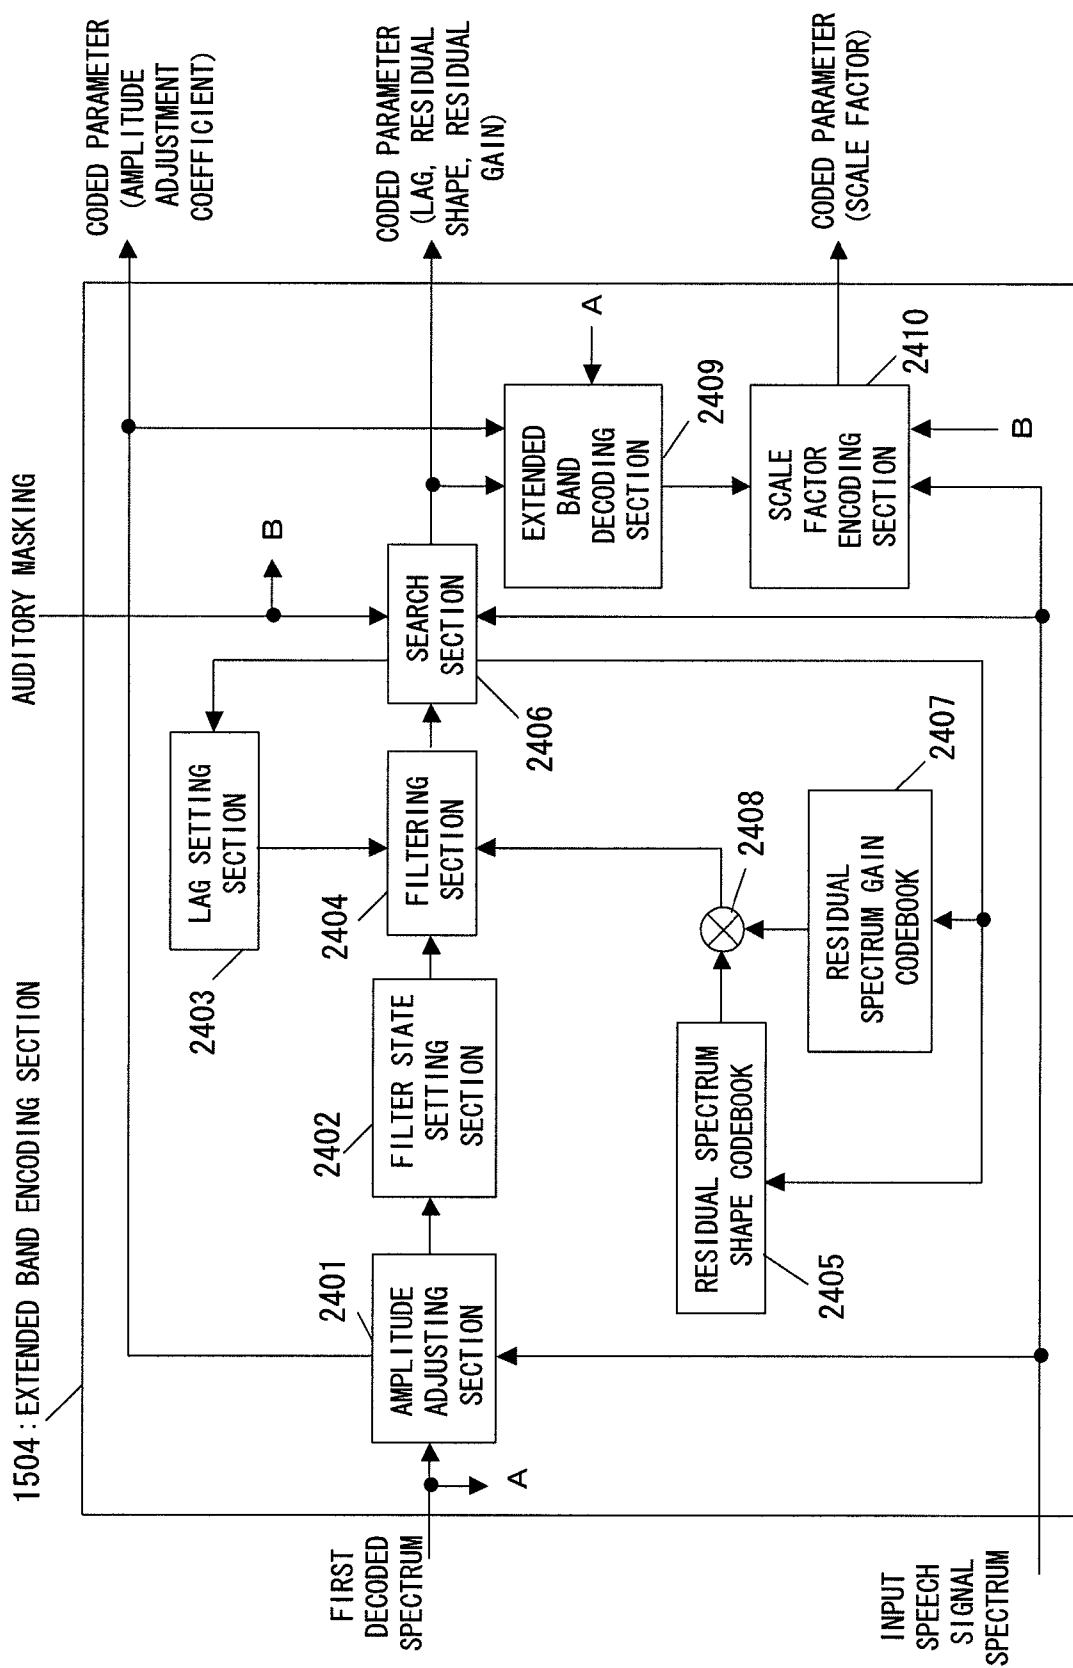 1504:EXTENDED BAND ENCODING SECTION
AUDITORY MASKING
CODED PARAMETER
(AMPLITUDE
ADJUSTMENT
COEFFICIENT)
B
LAG SETTING
SECTION
2403
FIRST
DECODED
SPECTRUM
A
2401
AMPLITUDE
ADJUSTING
SECTION
2402
FILTER STATE
SETTING
SECTION
2404
FILTERING
SECTION
SEARCH
SECTION
2406
CODED PARAMETER
(LAG, RESIDUAL
SHAPE, RESIDUAL
GAIN)
EXTENDED
BAND
DECODING
SECTION
A
2409
RESIDUAL SPECTRUM
SHAPE CODEBOOK
2405
2408
RESIDUAL
SPECTRUM GAIN
CODEBOOK
2407
SCALE
FACTOR
ENCODING
SECTION
2410
B
CODED PARAMETER
(SCALE FACTOR)
INPUT
SPEECH
SIGNAL
SPECTRUM